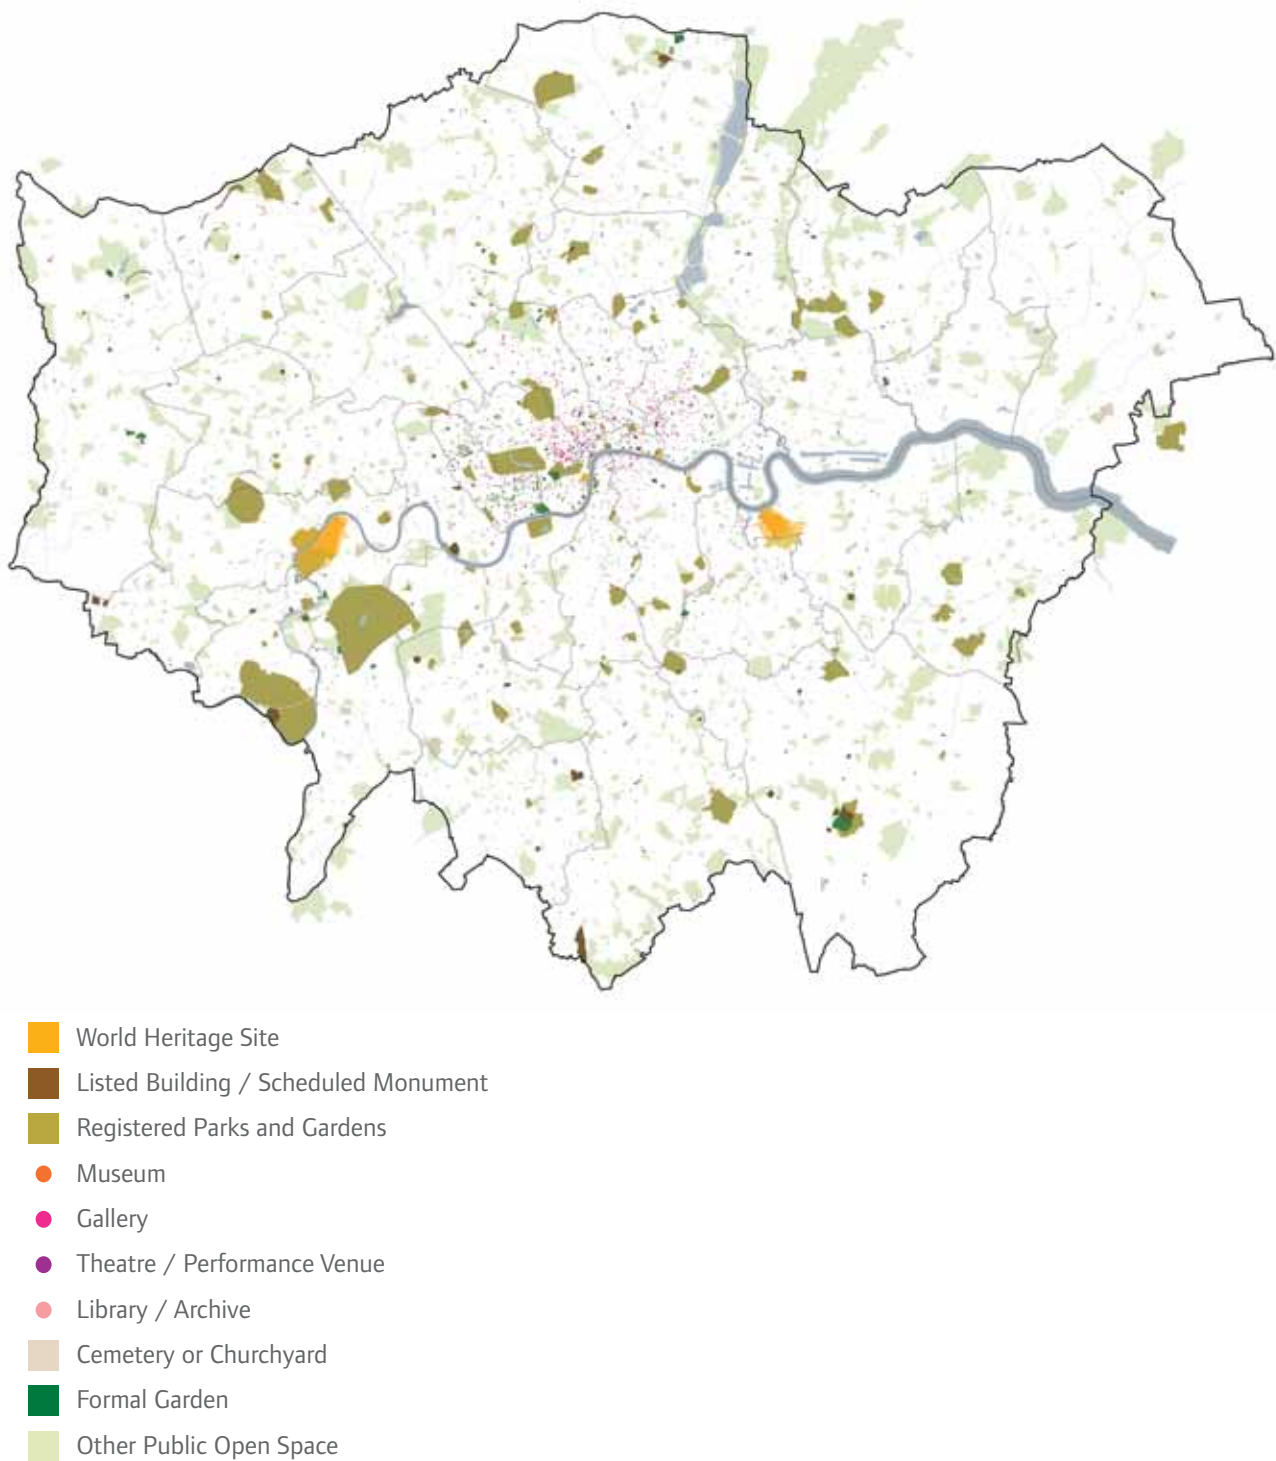 World Heritage Site
Listed Building / Scheduled Monument
Registered Parks and Gardens
Museum
Gallery
Theatre / Performance Venue
Library / Archive
Cemetery or Churchyard
Formal Garden
Other Public Open Space